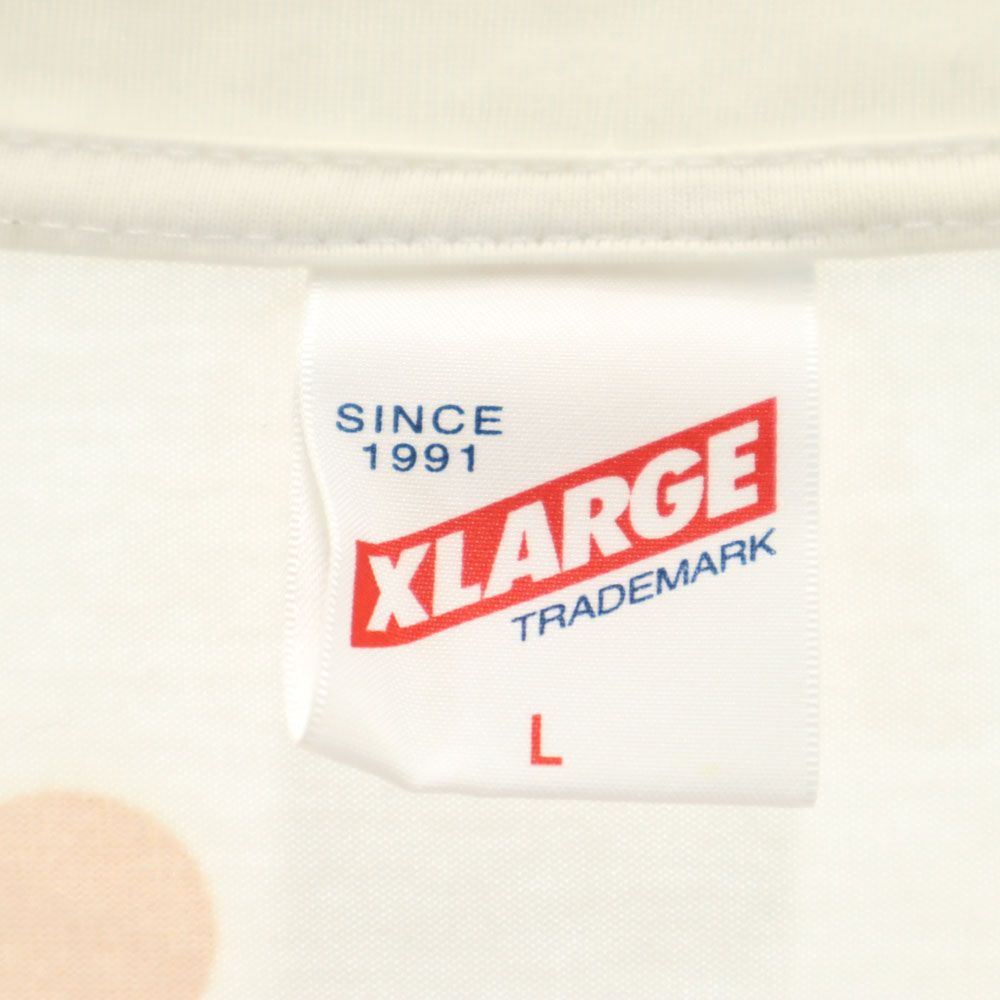 SINCE
1991
XLARGE
TRADEMARK
L